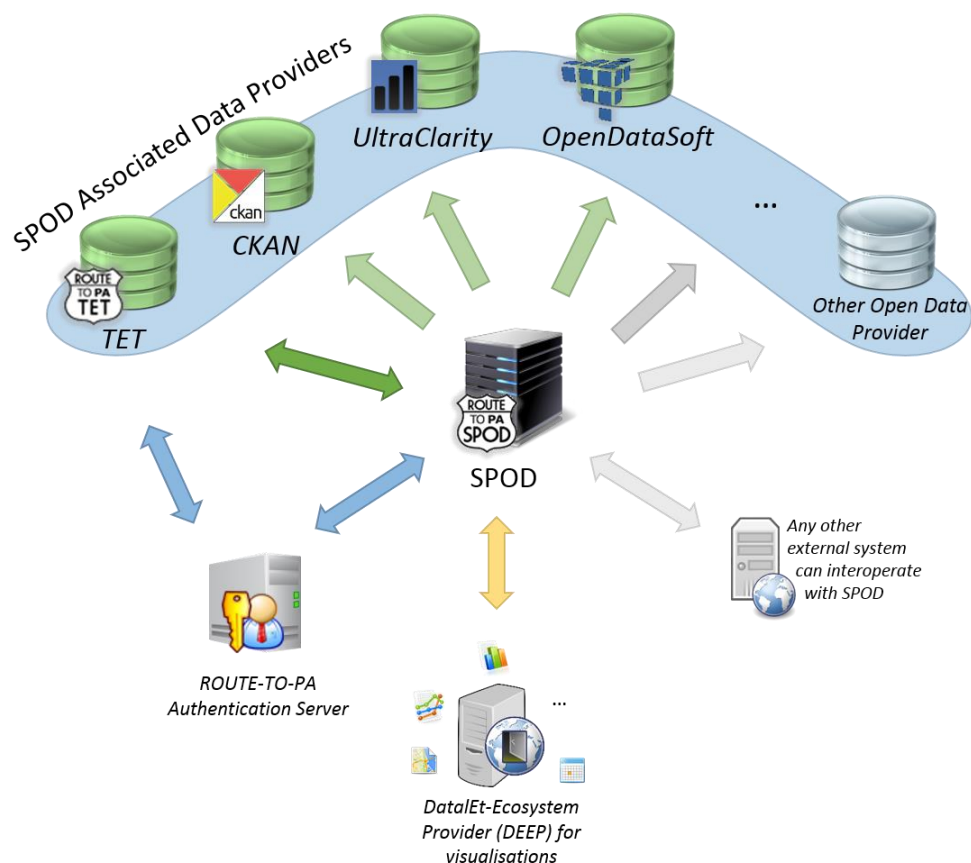 SPOD Associated Data Providers
UltraClarity
OpenDataSoft
...
ckan
CKAN
ROUTE
TO PA
TET
TET
Other Open Data
Provider
ROUTE
TO PA
SPOD
SPOD
Any other
external system
can interoperate
with SPOD
ROUTE-TO-PA
Authentication Server
...
DatalEt-Ecosystem
Provider (DEEP) for
visualisations